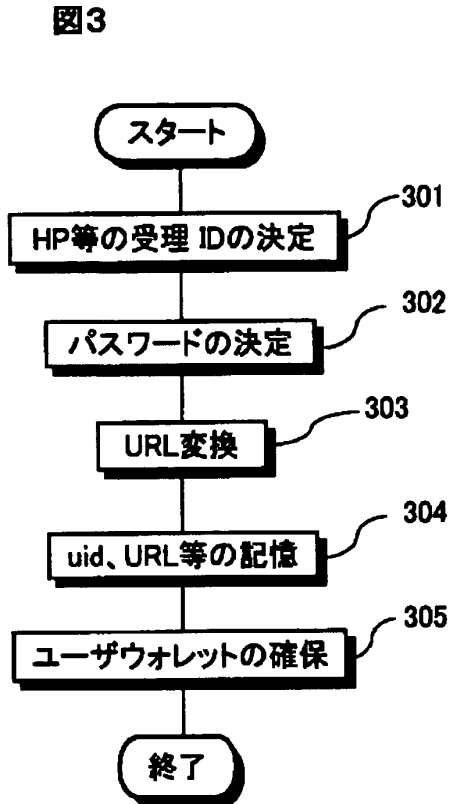 図3
スタート
301
HP等の受理 IDの決定
302
パスワードの決定
303
URL変換
304
uid、URL等の記憶
305
ユーザウォレットの確保
終了